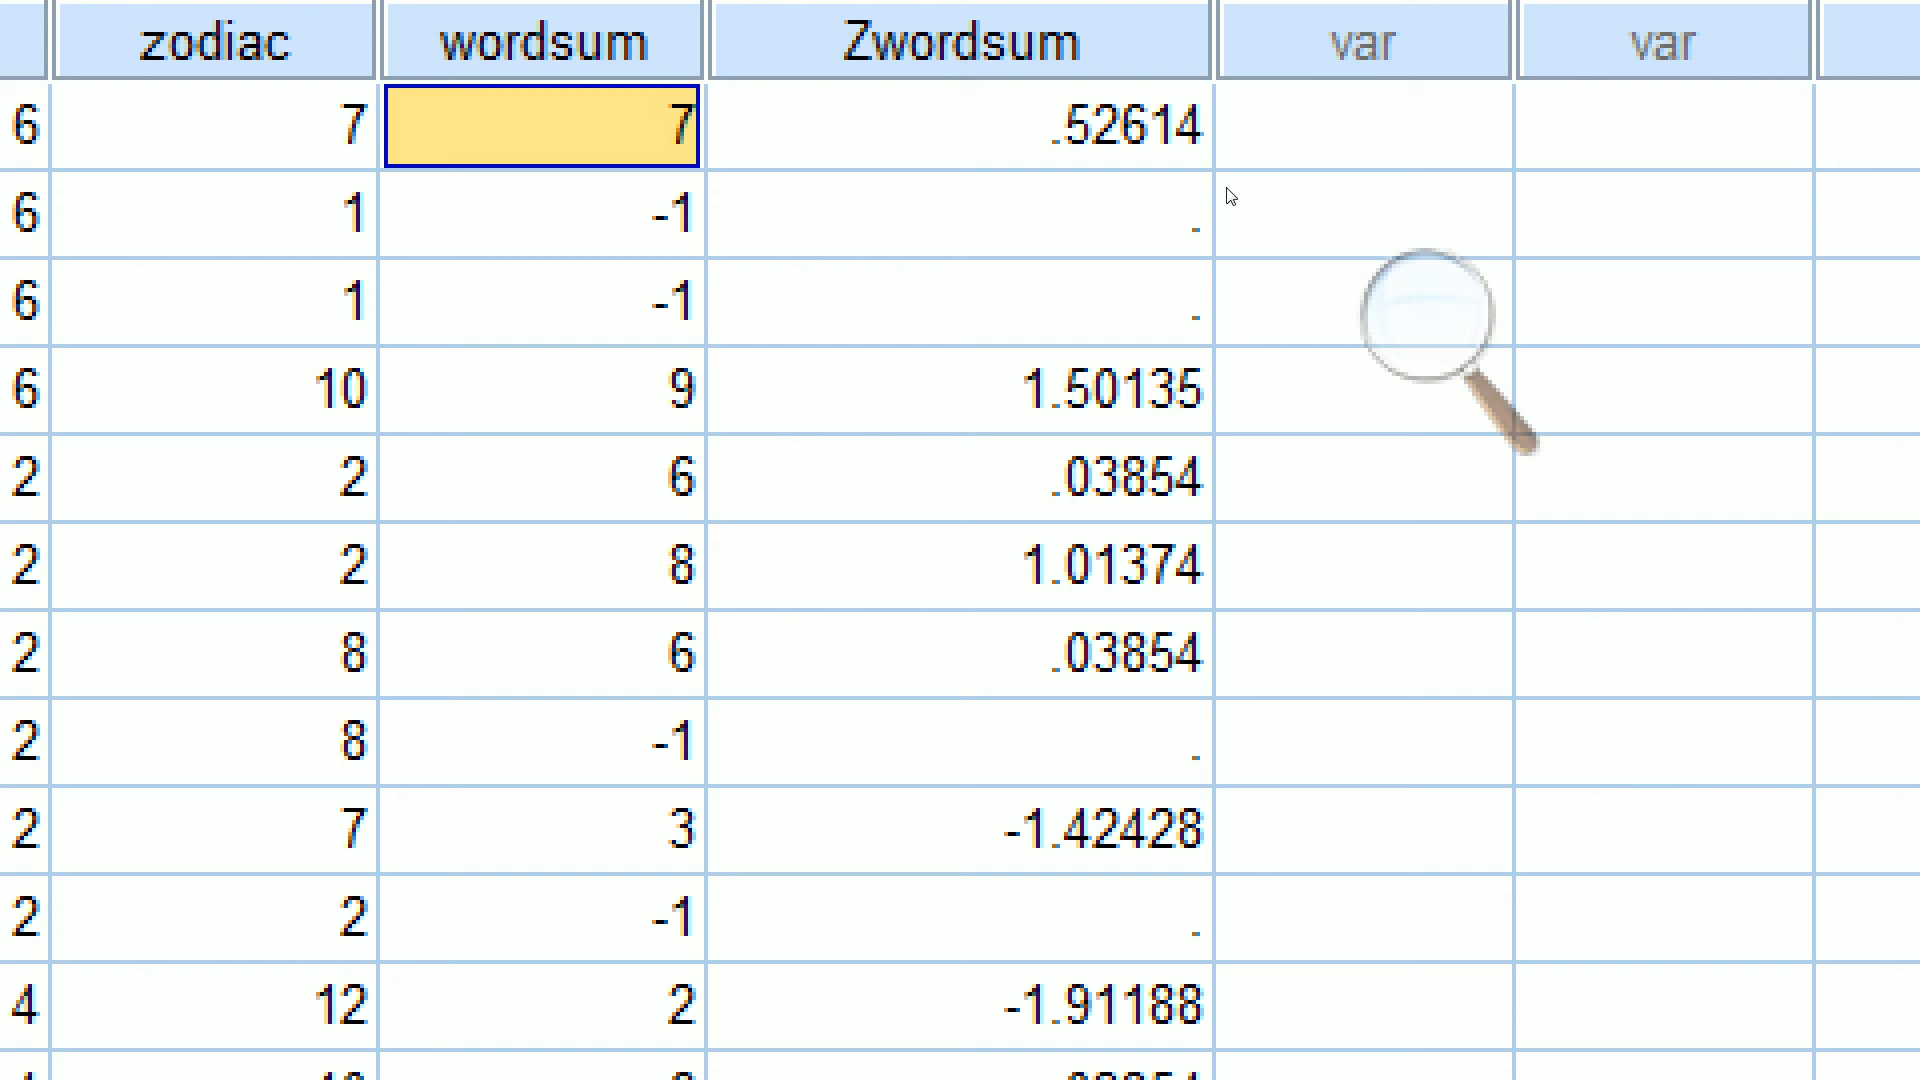 zodiac wordsum Zwordsum var var
6 7 7 .52614
6 1 -1 .
6 1 -1 .
6 10 9 1.50135
2 2 6 .03854
2 2 8 1.01374
2 8 6 .03854
2 8 -1 .
2 7 3 -1.42428
2 2 -1 .
4 12 2 -1.91188